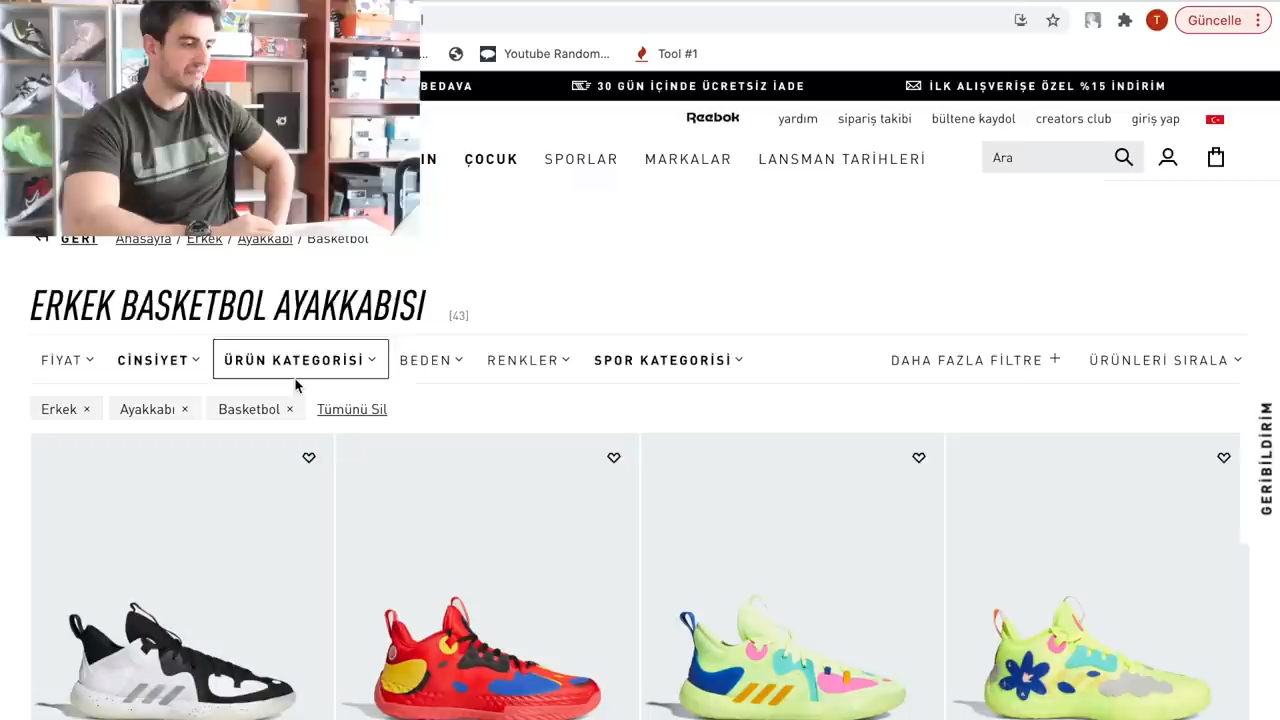 T
Güncelle
Youtube Random...
Tool #1
BEDAVA
30 GÜN İÇİNDE ÜCRETSİZ İADE
İLK ALIŞVERİŞE ÖZEL %15 İNDİRİM
Reebok
yardım
sipariş takibi
bültene kaydol
creators club
giriş yap
IN
ÇOCUK
SPORLAR
MARKALAR
LANSMAN TARİHLERİ
Ara
GERİ
Anasayfa / Erkek / Ayakkabı / Basketbol
ERKEK BASKETBOL AYAKKABISI
[43]
FİYAT
CİNSİYET
ÜRÜN KATEGORİSİ
BEDEN
RENKLER
SPOR KATEGORİSİ
DAHA FAZLA FİLTRE
ÜRÜNLERİ SIRALA
Erkek ×
Ayakkabı ×
Basketbol ×
Tümünü Sil
GERİBİLDİRİM